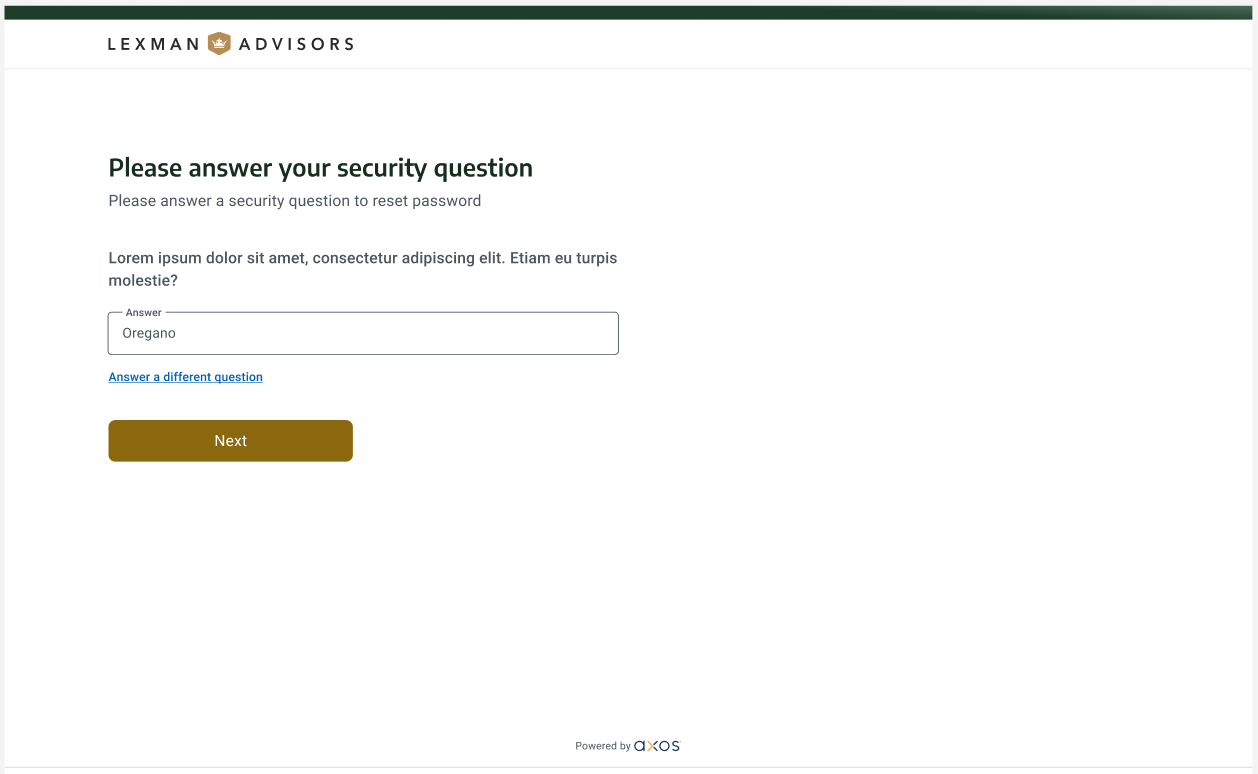 LEXMAN ADVISORS
Please answer your security question
Please answer a security question to reset password
Lorem ipsum dolor sit amet, consectetur adipiscing elit. Etiam eu turpis
molestie?
Answer
Oregano
Answer a different question
Next
Powered by axos